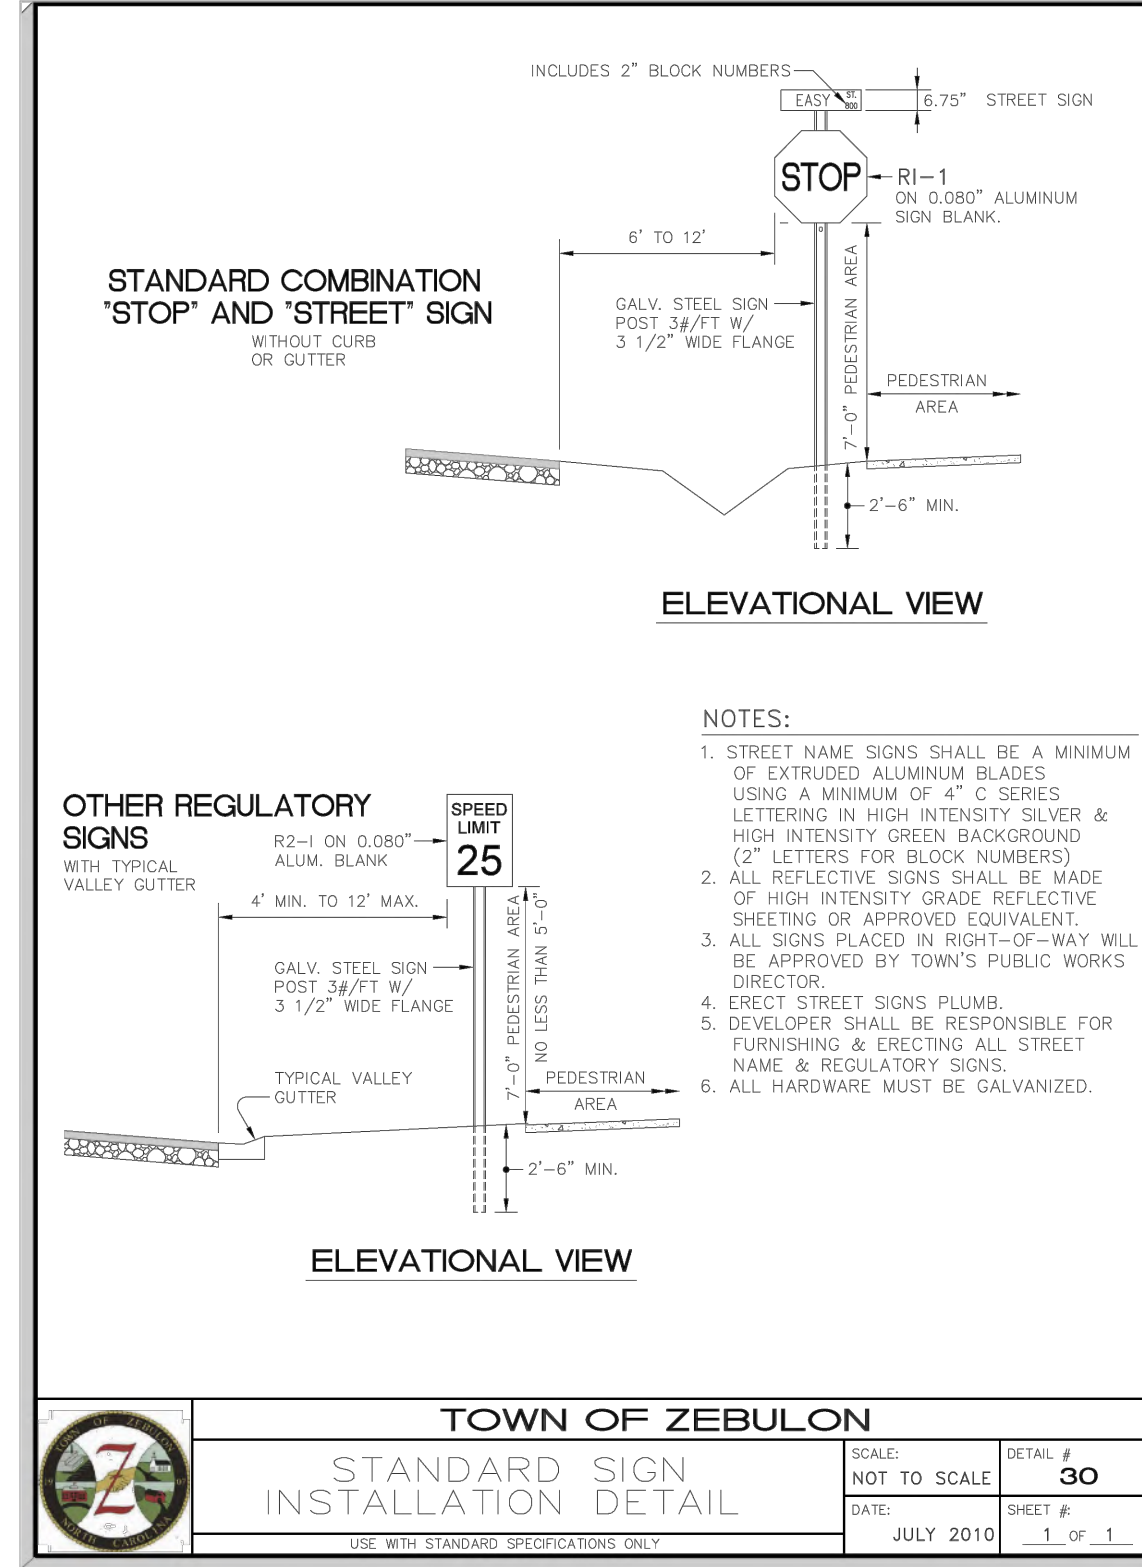 INCLUDES 2" BLOCK NUMBERS
EASY ST. 800
6.75" STREET SIGN
STOP
RI-1
ON 0.080" ALUMINUM
SIGN BLANK.
6' TO 12'
STANDARD COMBINATION
"STOP" AND "STREET" SIGN
WITHOUT CURB
OR GUTTER
GALV. STEEL SIGN
POST 3#/FT W/
3 1/2" WIDE FLANGE
7'-0" PEDESTRIAN AREA
PEDESTRIAN
AREA
2'-6" MIN.
ELEVATIONAL VIEW
NOTES:
1. STREET NAME SIGNS SHALL BE A MINIMUM
OF EXTRUDED ALUMINUM BLADES
USING A MINIMUM OF 4" C SERIES
LETTERING IN HIGH INTENSITY SILVER &
HIGH INTENSITY GREEN BACKGROUND
(2" LETTERS FOR BLOCK NUMBERS)
2. ALL REFLECTIVE SIGNS SHALL BE MADE
OF HIGH INTENSITY GRADE REFLECTIVE
SHEETING OR APPROVED EQUIVALENT.
3. ALL SIGNS PLACED IN RIGHT-OF-WAY WILL
BE APPROVED BY TOWN'S PUBLIC WORKS
DIRECTOR.
4. ERECT STREET SIGNS PLUMB.
5. DEVELOPER SHALL BE RESPONSIBLE FOR
FURNISHING & ERECTING ALL STREET
NAME & REGULATORY SIGNS.
6. ALL HARDWARE MUST BE GALVANIZED.
OTHER REGULATORY
SIGNS
WITH TYPICAL
VALLEY GUTTER
R2-I ON 0.080"
ALUM. BLANK
SPEED
LIMIT
25
4' MIN. TO 12' MAX.
GALV. STEEL SIGN
POST 3#/FT W/
3 1/2" WIDE FLANGE
7'-0" PEDESTRIAN AREA
NO LESS THAN 5'-0"
TYPICAL VALLEY
GUTTER
PEDESTRIAN
AREA
2'-6" MIN.
ELEVATIONAL VIEW
TOWN OF ZEBULON
NORTH CAROLINA
19 07
Z
TOWN OF ZEBULON
STANDARD SIGN
INSTALLATION DETAIL
USE WITH STANDARD SPECIFICATIONS ONLY
SCALE:
NOT TO SCALE
DETAIL #
30
DATE:
JULY 2010
SHEET #:
1 OF 1